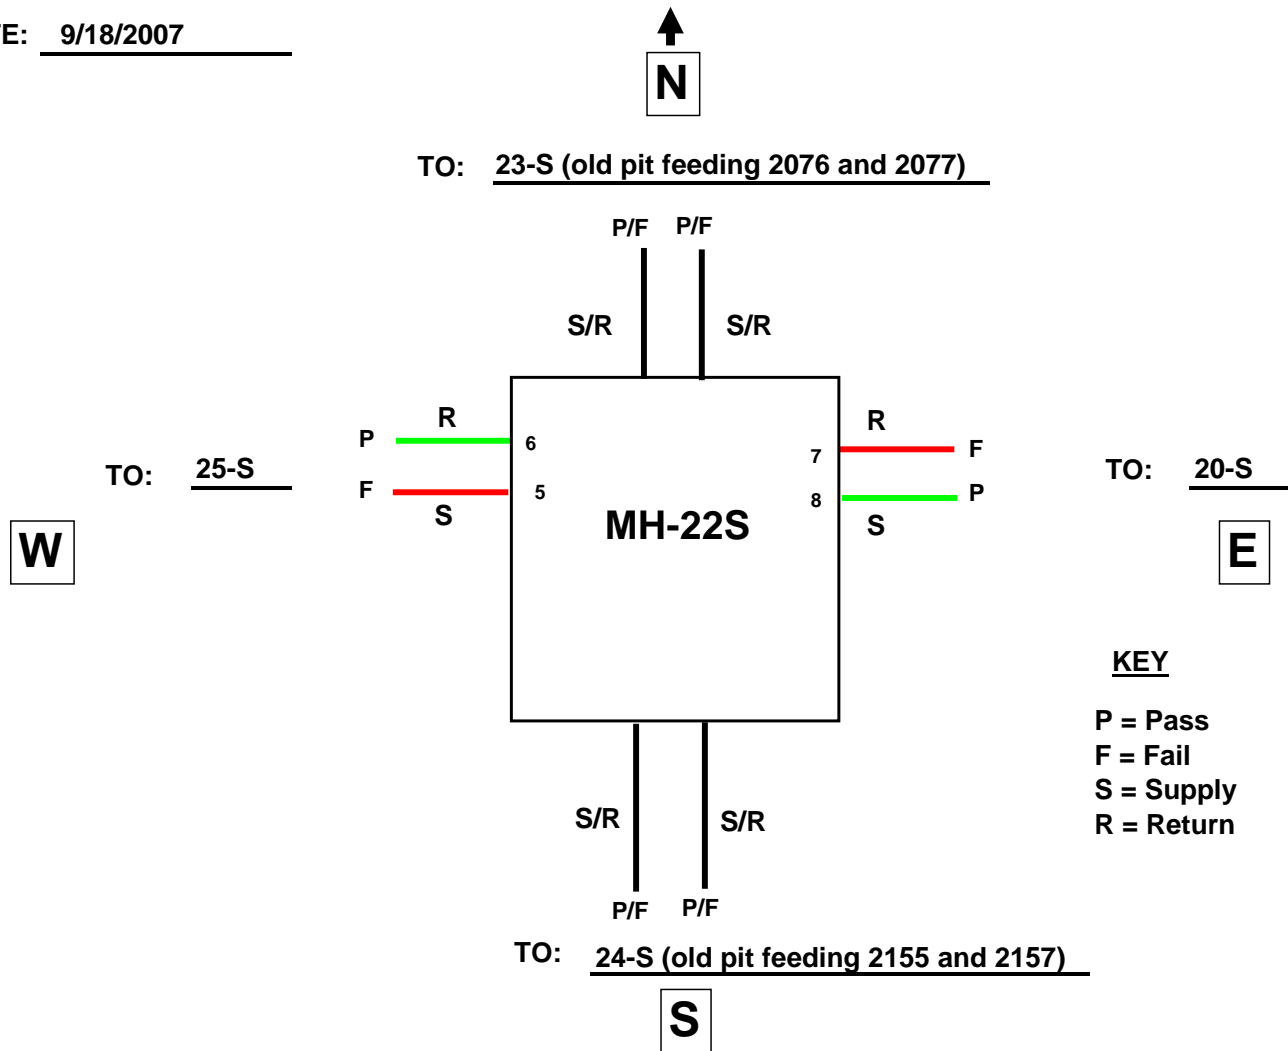 TE: 9/18/2007
N
TO: 23-S (old pit feeding 2076 and 2077)
P/F P/F
S/R S/R
P R 6
F S 5
R 7 F
S 8 P
TO: 25-S
MH-22S
TO: 20-S
W
E
S/R S/R
P/F P/F
TO: 24-S (old pit feeding 2155 and 2157)
S
KEY
P = Pass
F = Fail
S = Supply
R = Return